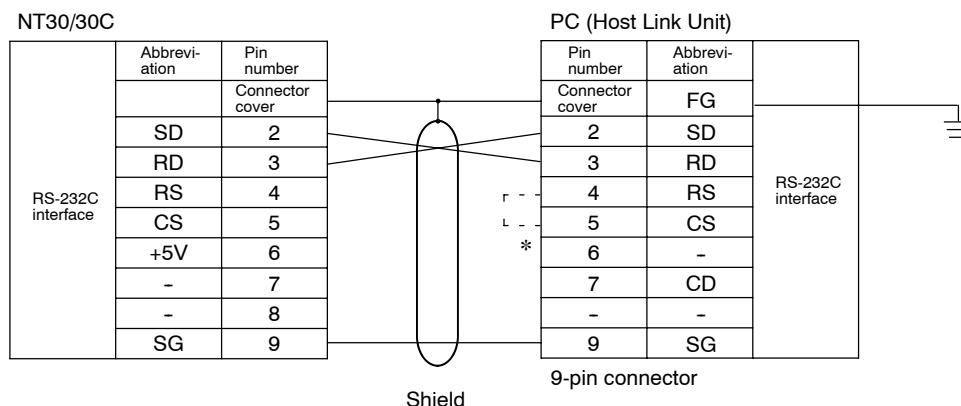 NT30/30C
PC (Host Link Unit)
Abbrevi-
ation
Pin
number
Connector
cover
SD 2
RD 3
RS 4
CS 5
+5V 6
- 7
- 8
SG 9
RS-232C
interface
Shield
Pin
number
Abbrevi-
ation
Connector
cover
FG
2 SD
3 RD
4 RS
5 CS
* 6 -
7 CD
- -
9 SG
RS-232C
interface
9-pin connector